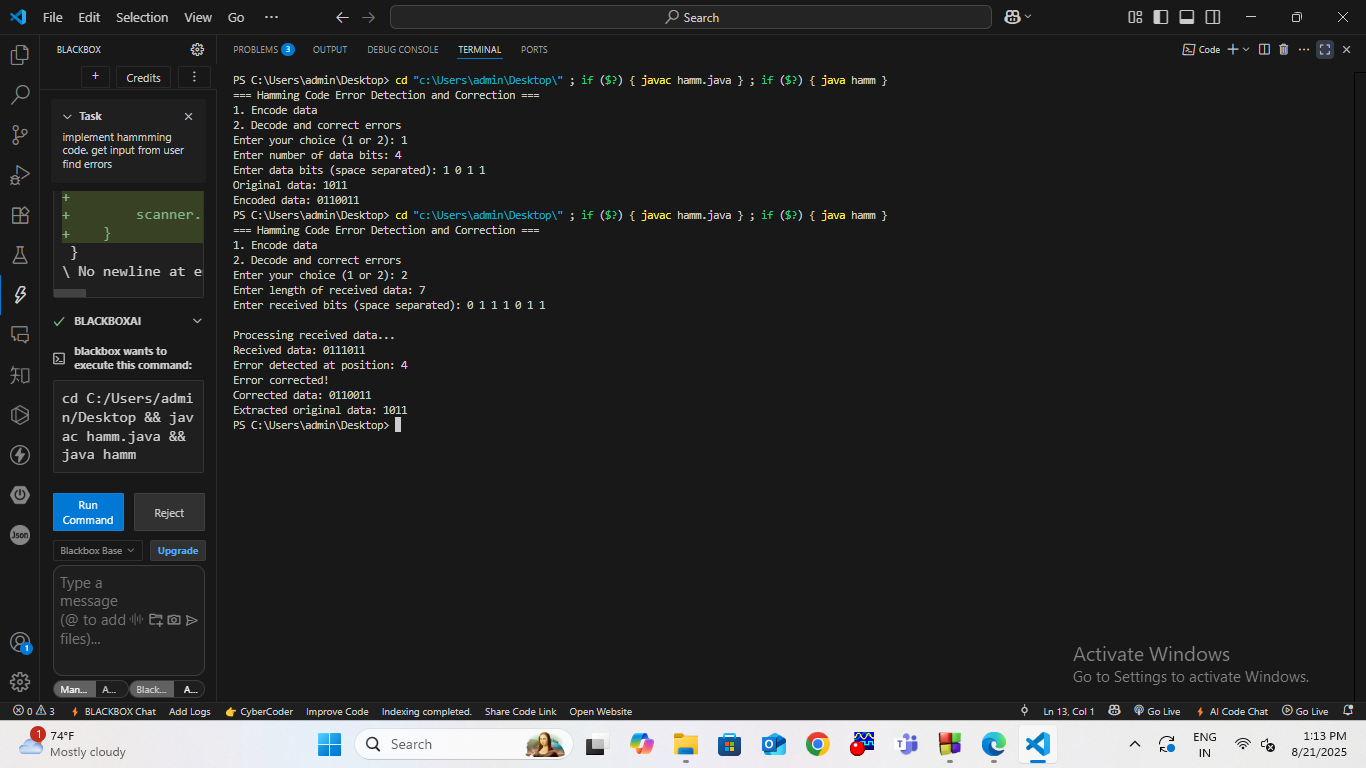 File Edit Selection View Go ··· Search
BLACKBOX
+ Credits
Task
implement hammming
code. get input from user
find errors
+
+ scanner.
+ }
}
\ No newline at e
BLACKBOXAI
blackbox wants to
execute this command:
cd C:/Users/admi
n/Desktop && jav
ac hamm.java &&
java hamm
Run
Command
Reject
Blackbox Base
Upgrade
Type a
message
(@ to add
files)...
Man... A... Black... A...
知
Json
1
PROBLEMS 3 OUTPUT DEBUG CONSOLE TERMINAL PORTS
Code
PS C:\Users\admin\Desktop> cd "c:\Users\admin\Desktop\" ; if ($?) { javac hamm.java } ; if ($?) { java hamm }
=== Hamming Code Error Detection and Correction ===
1. Encode data
2. Decode and correct errors
Enter your choice (1 or 2): 1
Enter number of data bits: 4
Enter data bits (space separated): 1 0 1 1
Original data: 1011
Encoded data: 0110011
PS C:\Users\admin\Desktop> cd "c:\Users\admin\Desktop\" ; if ($?) { javac hamm.java } ; if ($?) { java hamm }
=== Hamming Code Error Detection and Correction ===
1. Encode data
2. Decode and correct errors
Enter your choice (1 or 2): 2
Enter length of received data: 7
Enter received bits (space separated): 0 1 1 1 0 1 1
Processing received data...
Received data: 0111011
Error detected at position: 4
Error corrected!
Corrected data: 0110011
Extracted original data: 1011
PS C:\Users\admin\Desktop>
Activate Windows
Go to Settings to activate Windows.
0 3 BLACKBOX Chat Add Logs CyberCoder Improve Code Indexing completed. Share Code Link Open Website Ln 13, Col 1 Go Live AI Code Chat Go Live
1
74°F
Mostly cloudy
Search
ENG
IN
1:13 PM
8/21/2025